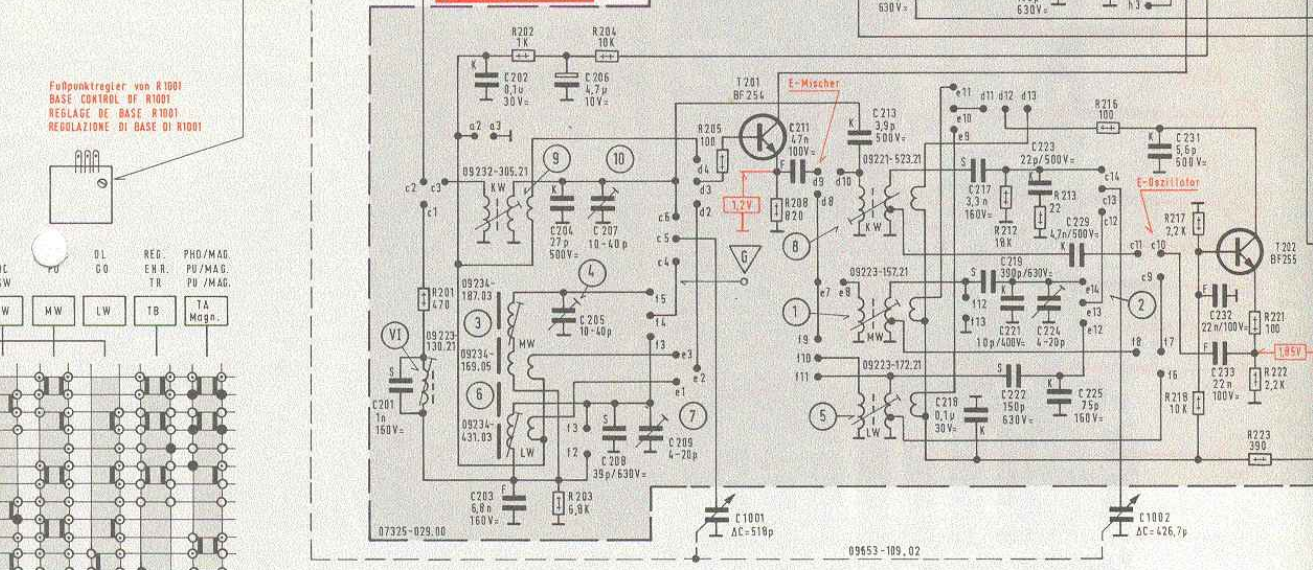 630V=
630V=
h3
Fußpunktregler von R1001
BASE CONTROL OF R1001
REGLAGE DE BASE R1001
REGOLAZIONE DI BASE DI R1001
OL
GO
REG.
ENR.
TR
PHO/MAG.
PU/MAG.
PU/MAG.
PU
W
MW
LW
TB
TA
Magn.
R202
1K
R204
10K
C202
0,1µ
30V=
K
C206
4,7µ
10V=
a2
a3
c2
c3
c1
09232-305.21
KW
9
10
K
C204
27p
500V=
C207
10-40p
R205
100
T201
BF254
E-Mischer
C211
47n
100V=
F
d4
d3
d2
d9
d8
d10
1,2V
R208
820
C213
3,9p
500V=
K
c6
c5
c4
G
09221-523.21
KW
8
e11
e10
e9
d11
d12
d13
R216
100
C231
5,6p
500V=
K
S
C217
3,3n
160V=
C223
22p/500V=
K
R213
22
R212
18K
C229
4,7n/500V=
K
c14
c13
c12
E-Oszillator
c11
c10
c9
R217
2,2K
T202
BF255
R201
470
VI
09223-
130.21
S
C201
1n
160V=
09234-
187.03
3
09234-
169.05
MW
6
09234-
431.03
LW
4
C205
10-40p
f5
f4
f3
e3
e2
e1
7
f3
f2
S
C208
39p/630V=
C209
4-20p
F
C203
6,8n
160V=
R203
6,8K
07325-029.00
C1001
ΔC=518p
e7
e8
09223-157.21
MW
1
f9
f10
f11
09223-172.21
LW
5
S
C219
390p/630V=
f12
f13
K
C221
10p/400V=
C224
4-20p
e14
e13
e12
2
f8
f7
f6
C218
0,1µ
30V=
K
S
C222
150p
630V=
K
C225
75p
160V=
F
C232
22n/100V=
R221
100
F
C233
22n
100V=
1,85V
R222
2,2K
R218
10K
R223
390
C1002
ΔC=426,7p
09653-109.02